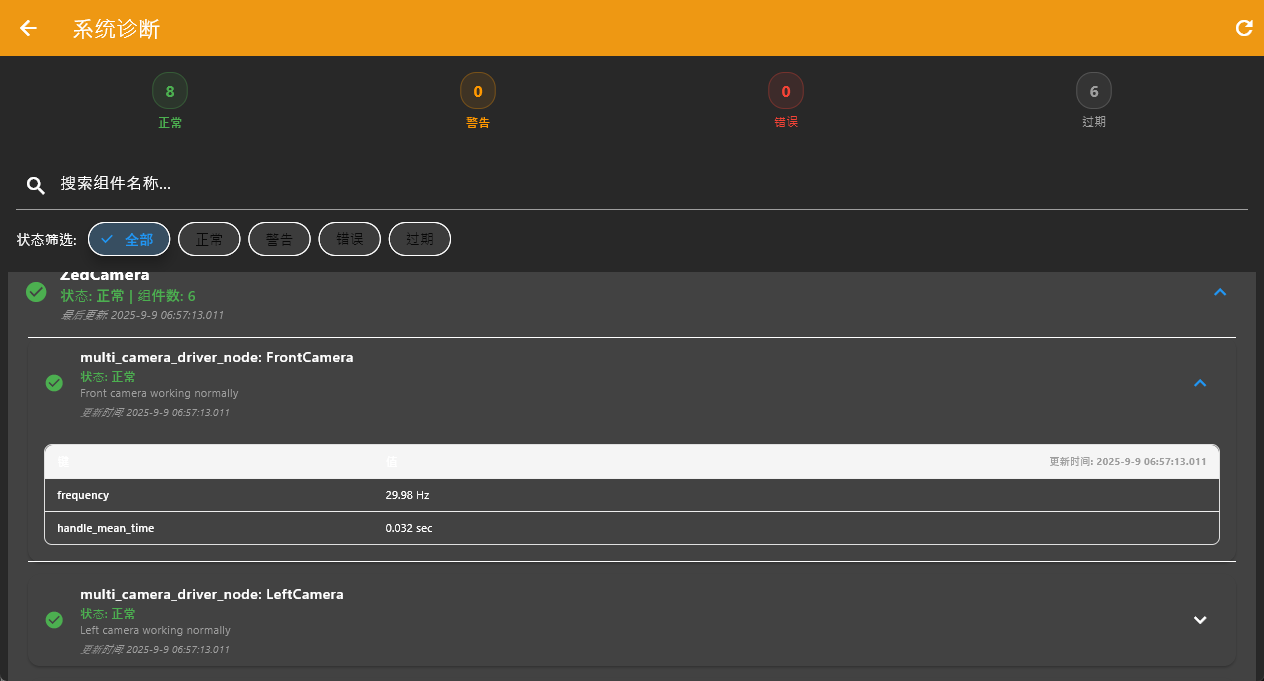 系统诊断
8
正常
0
警告
0
错误
6
过期
搜索组件名称...
状态筛选: 全部 正常 警告 错误 过期
ZedCamera
状态: 正常 | 组件数: 6
最后更新: 2025-9-9 06:57:13.011
multi_camera_driver_node: FrontCamera
状态: 正常
Front camera working normally
更新时间: 2025-9-9 06:57:13.011
键 值 更新时间: 2025-9-9 06:57:13.011
frequency 29.98 Hz
handle_mean_time 0.032 sec
multi_camera_driver_node: LeftCamera
状态: 正常
Left camera working normally
更新时间: 2025-9-9 06:57:13.011